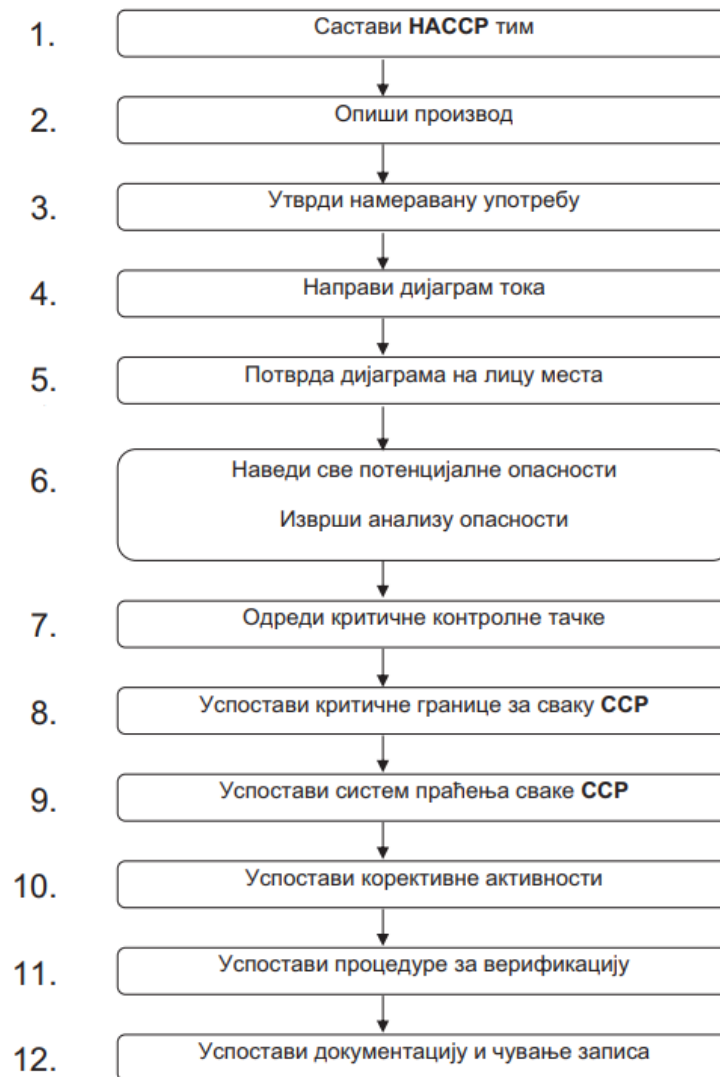 1. Састави HACCP тим
2. Опиши производ
3. Утврди намеравану употребу
4. Направи дијаграм тока
5. Потврда дијаграма на лицу места
6. Наведи све потенцијалне опасности
Изврши анализу опасности
7. Одреди критичне контролне тачке
8. Успостави критичне границе за сваку CCP
9. Успостави систем праћења сваке CCP
10. Успостави корективне активности
11. Успостави процедуре за верификацију
12. Успостави документацију и чување записа